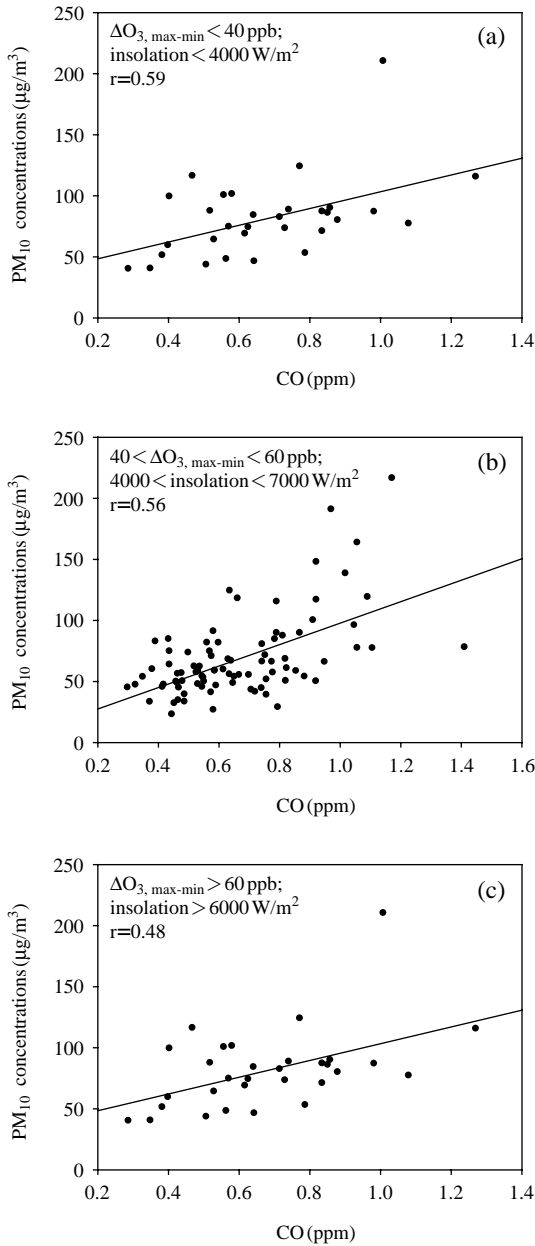 ΔO3, max-min < 40 ppb;
insolation < 4000 W/m2
r=0.59
(a)
250
200
150
100
50
0
PM10 concentrations (μg/m3)
0.2 0.4 0.6 0.8 1.0 1.2 1.4
CO (ppm)
40 < ΔO3, max-min < 60 ppb;
4000 < insolation < 7000 W/m2
r=0.56
(b)
250
200
150
100
50
0
PM10 concentrations (μg/m3)
0.2 0.4 0.6 0.8 1.0 1.2 1.4 1.6
CO (ppm)
ΔO3, max-min > 60 ppb;
insolation > 6000 W/m2
r=0.48
(c)
250
200
150
100
50
0
PM10 concentrations (μg/m3)
0.2 0.4 0.6 0.8 1.0 1.2 1.4
CO (ppm)